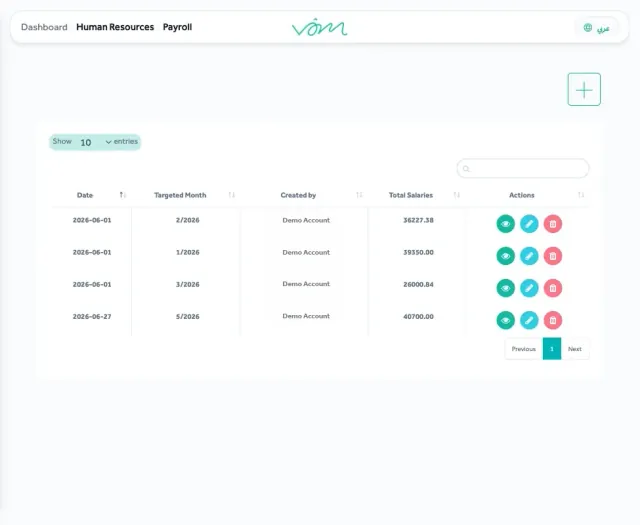 Dashboard Human Resources Payroll vôm عربي
Show 10 entries
Date Targeted Month Created by Total Salaries Actions
2026-06-01 2/2026 Demo Account 36227.38
2026-06-01 1/2026 Demo Account 39350.00
2026-06-01 3/2026 Demo Account 26000.84
2026-06-27 5/2026 Demo Account 40700.00
Previous 1 Next